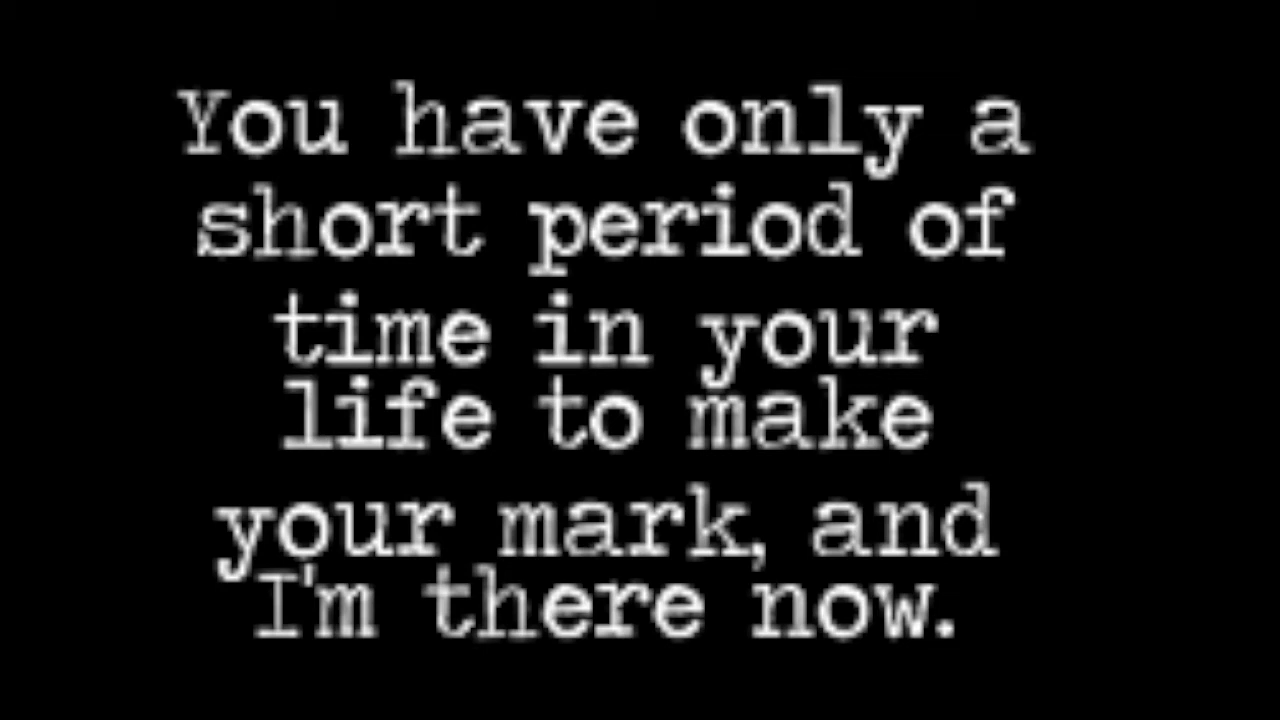 You have only a
short period of
time in your
life to make
your mark, and
I'm there now.